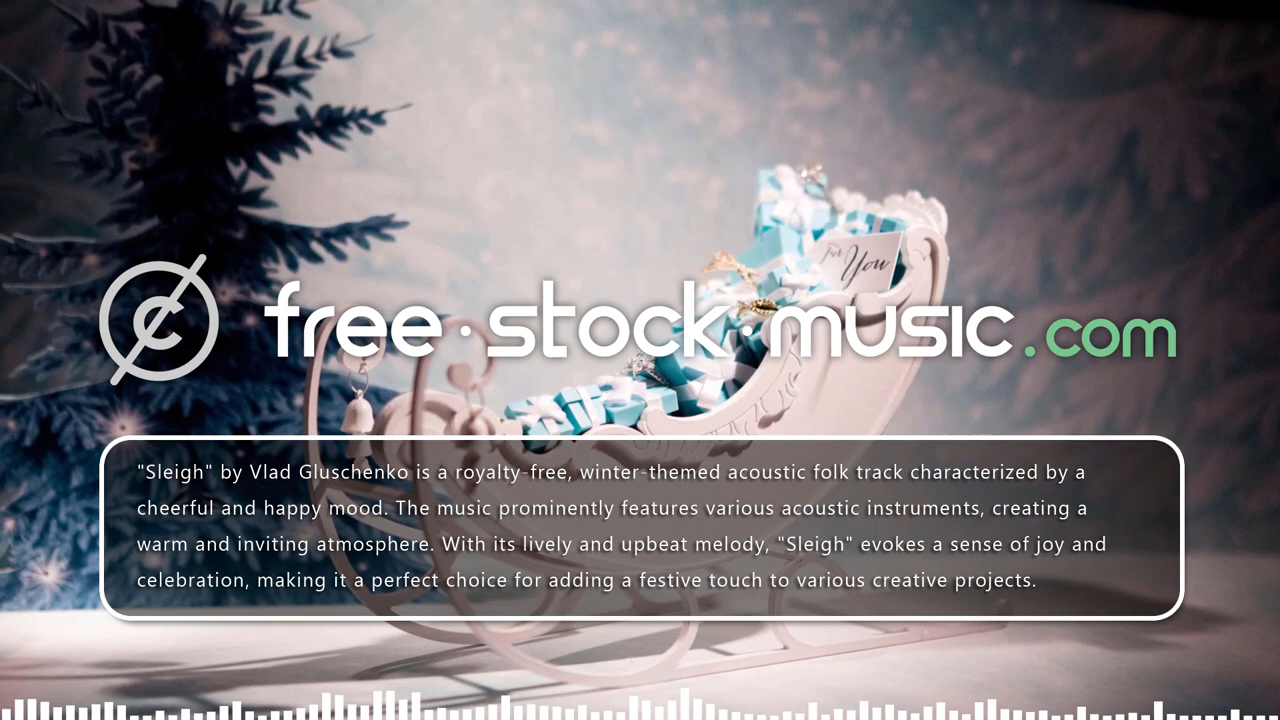 For You
free·stock·music.com
"Sleigh" by Vlad Gluschenko is a royalty-free, winter-themed acoustic folk track characterized by a
cheerful and happy mood. The music prominently features various acoustic instruments, creating a
warm and inviting atmosphere. With its lively and upbeat melody, "Sleigh" evokes a sense of joy and
celebration, making it a perfect choice for adding a festive touch to various creative projects.